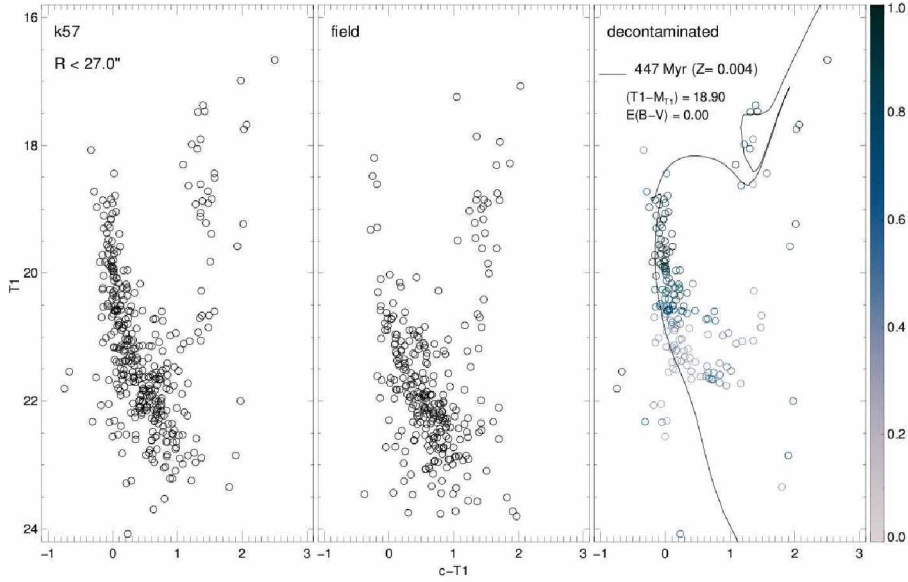 k57
R < 27.0"
field
decontaminated
447 Myr (Z= 0.004)
(T1−M_T1) = 18.90
E(B−V) = 0.00
T1
16
18
20
22
24
−1 0 1 2 3
−1 0 1 2 3
−1 0 1 2 3
c−T1
1.0
0.8
0.6
0.4
0.2
0.0